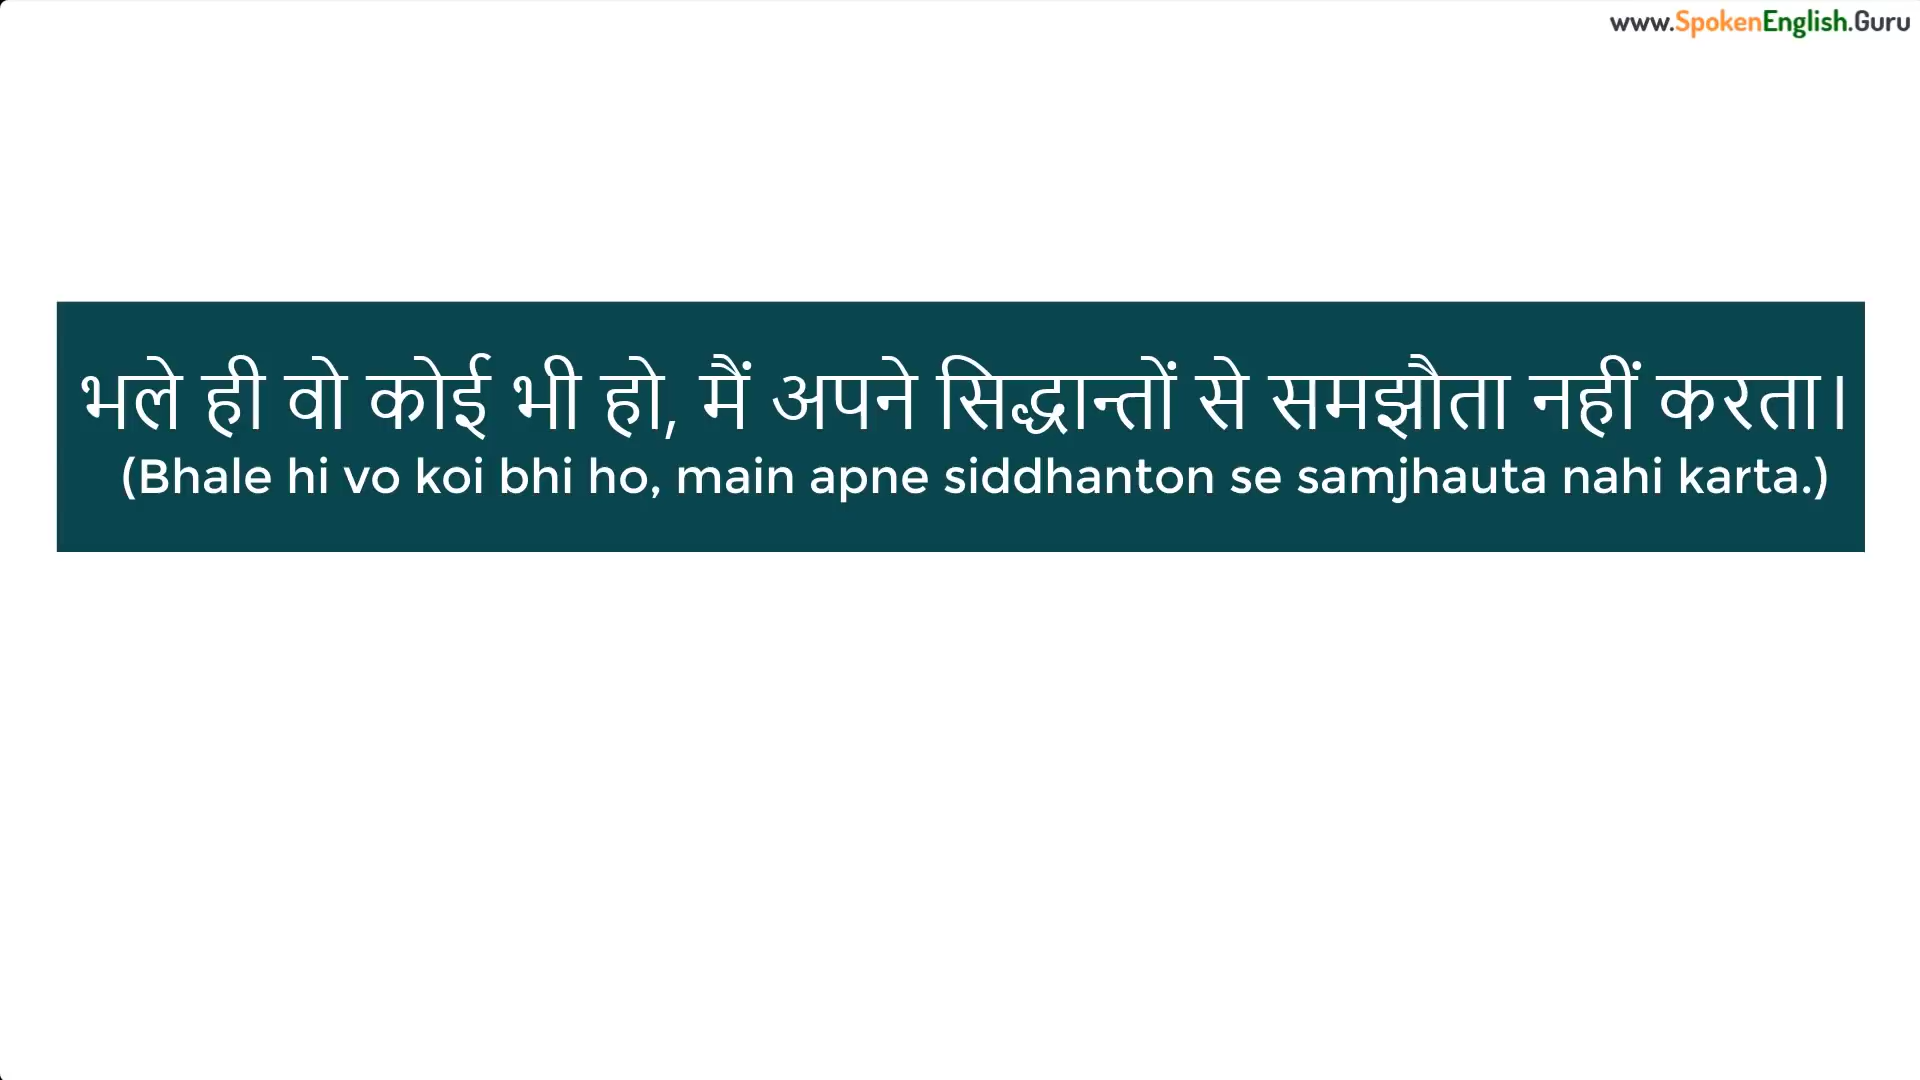 www.SpokenEnglish.Guru
भले ही वो कोई भी हो, मैं अपने सिद्धान्तों से समझौता नहीं करता।
(Bhale hi vo koi bhi ho, main apne siddhanton se samjhauta nahi karta.)